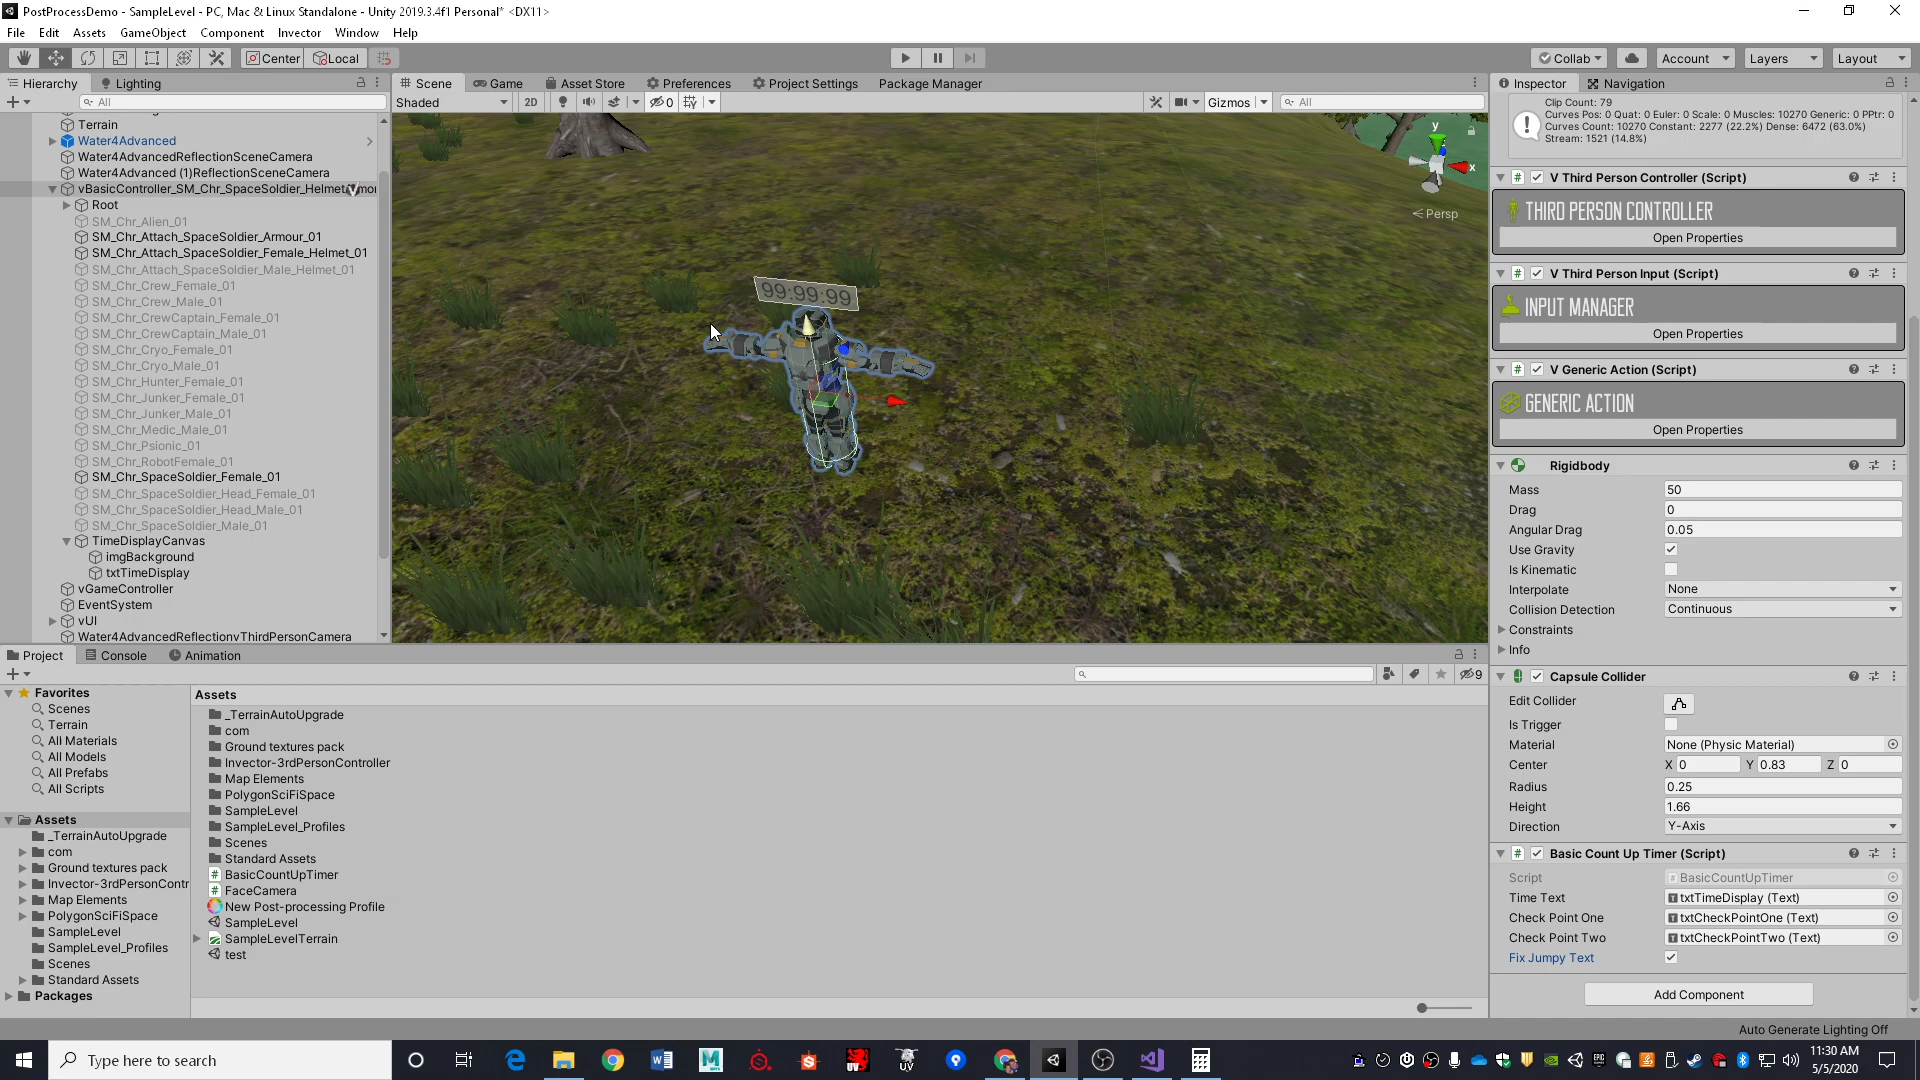 PostProcessDemo - SampleLevel - PC, Mac & Linux Standalone - Unity 2019.3.4f1 Personal* <DX11>
File Edit Assets GameObject Component Invector Window Help
Center Local Collab Account Layers Layout
Hierarchy Lighting
All
Terrain
Water4Advanced
Water4AdvancedReflectionSceneCamera
Water4Advanced (1)ReflectionSceneCamera
vBasicController_SM_Chr_SpaceSoldier_Helmet
Root
SM_Chr_Alien_01
SM_Chr_Attach_SpaceSoldier_Armour_01
SM_Chr_Attach_SpaceSoldier_Female_Helmet_01
SM_Chr_Attach_SpaceSoldier_Male_Helmet_01
SM_Chr_Crew_Female_01
SM_Chr_Crew_Male_01
SM_Chr_CrewCaptain_Female_01
SM_Chr_CrewCaptain_Male_01
SM_Chr_Cryo_Female_01
SM_Chr_Cryo_Male_01
SM_Chr_Hunter_Female_01
SM_Chr_Junker_Female_01
SM_Chr_Junker_Male_01
SM_Chr_Medic_Male_01
SM_Chr_Psionic_01
SM_Chr_RobotFemale_01
SM_Chr_SpaceSoldier_Female_01
SM_Chr_SpaceSoldier_Head_Female_01
SM_Chr_SpaceSoldier_Head_Male_01
SM_Chr_SpaceSoldier_Male_01
TimeDisplayCanvas
imgBackground
txtTimeDisplay
vGameController
EventSystem
vUI
Water4AdvancedReflectionvThirdPersonCamera
Scene Game Asset Store Preferences Project Settings Package Manager
Shaded 2D 0 Gizmos All
y
x
Persp
99:99:99
Inspector Navigation
Clip Count: 79
Curves Pos: 0 Quat: 0 Euler: 0 Scale: 0 Muscles: 10270 Generic: 0 PPtr: 0
Curves Count: 10270 Constant: 2277 (22.2%) Dense: 6472 (63.0%)
Stream: 1521 (14.8%)
V Third Person Controller (Script)
THIRD PERSON CONTROLLER
Open Properties
V Third Person Input (Script)
INPUT MANAGER
Open Properties
V Generic Action (Script)
GENERIC ACTION
Open Properties
Rigidbody
Mass 50
Drag 0
Angular Drag 0.05
Use Gravity
Is Kinematic
Interpolate None
Collision Detection Continuous
Constraints
Info
Capsule Collider
Edit Collider
Is Trigger
Material None (Physic Material)
Center X 0 Y 0.83 Z 0
Radius 0.25
Height 1.66
Direction Y-Axis
Basic Count Up Timer (Script)
Script BasicCountUpTimer
Time Text txtTimeDisplay (Text)
Check Point One txtCheckPointOne (Text)
Check Point Two txtCheckPointTwo (Text)
Fix Jumpy Text
Add Component
Auto Generate Lighting Off
Project Console Animation
9
Favorites
Scenes
Terrain
All Materials
All Models
All Prefabs
All Scripts
Assets
_TerrainAutoUpgrade
com
Ground textures pack
Invector-3rdPersonContr
Map Elements
PolygonSciFiSpace
SampleLevel
SampleLevel_Profiles
Scenes
Standard Assets
Packages
Assets
_TerrainAutoUpgrade
com
Ground textures pack
Invector-3rdPersonController
Map Elements
PolygonSciFiSpace
SampleLevel
SampleLevel_Profiles
Scenes
Standard Assets
BasicCountUpTimer
FaceCamera
New Post-processing Profile
SampleLevel
SampleLevelTerrain
test
Type here to search
11:30 AM
5/5/2020